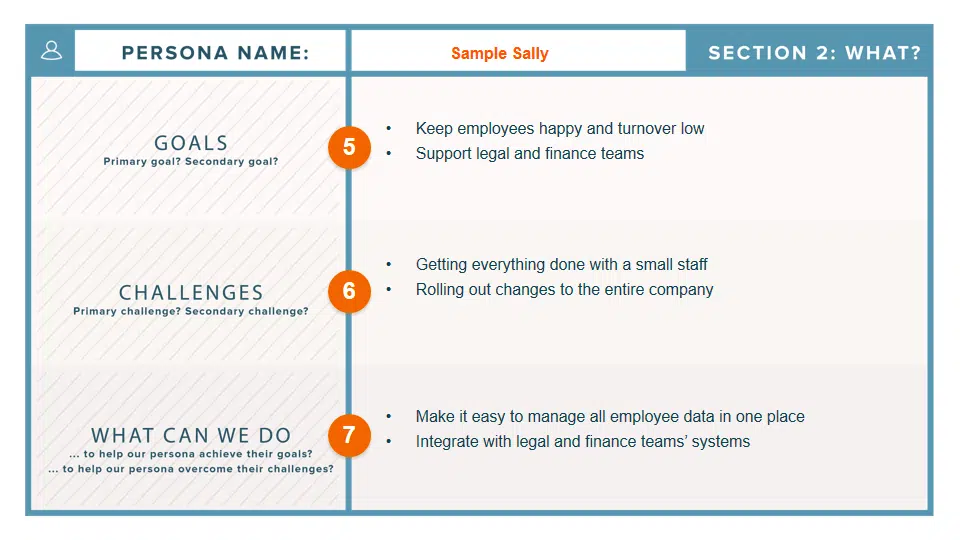 PERSONA NAME:
Sample Sally
SECTION 2: WHAT?
GOALS
Primary goal? Secondary goal?
5
• Keep employees happy and turnover low
• Support legal and finance teams
CHALLENGES
Primary challenge? Secondary challenge?
6
• Getting everything done with a small staff
• Rolling out changes to the entire company
WHAT CAN WE DO
... to help our persona achieve their goals?
... to help our persona overcome their challenges?
7
• Make it easy to manage all employee data in one place
• Integrate with legal and finance teams’ systems